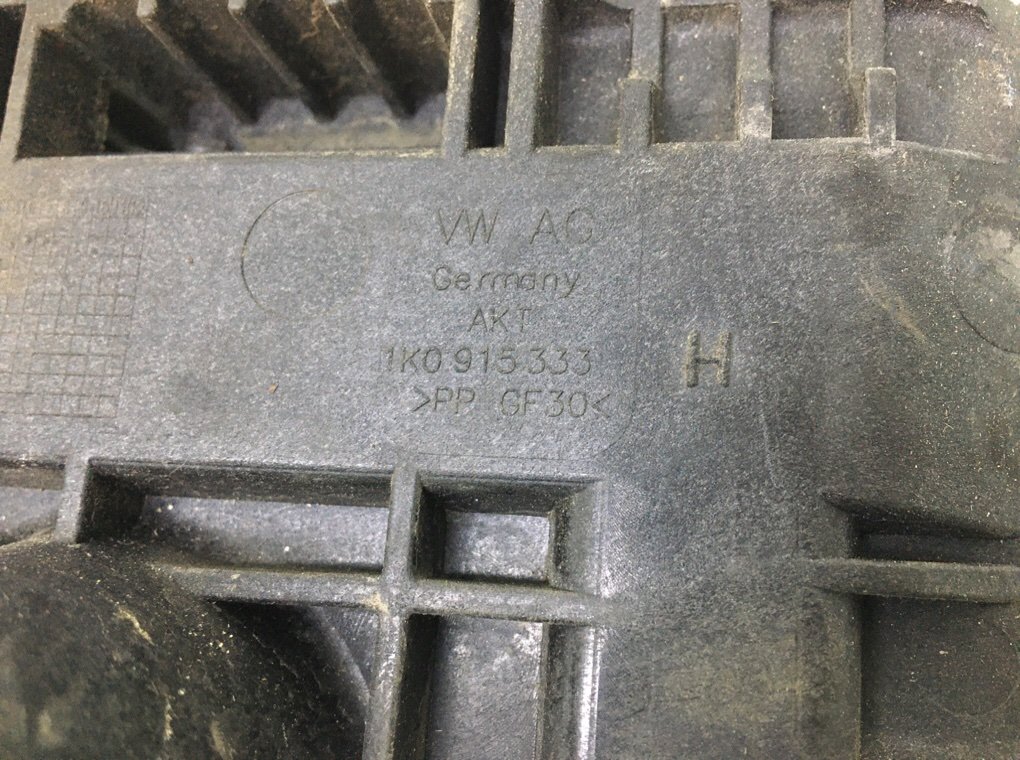 VW AG
Germany
AKT
1K0 915 333
>PP GF30<
H